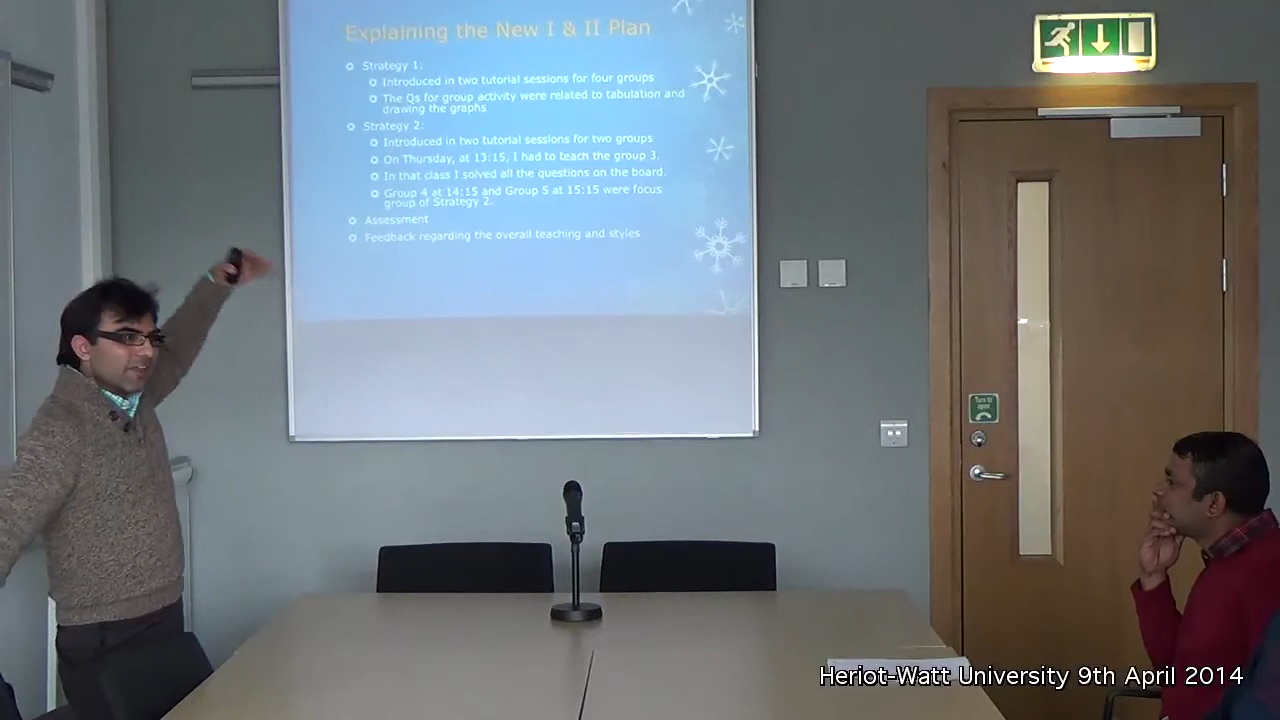 Explaining the New I & II Plan
Strategy 1:
Introduced in two tutorial sessions for four groups
The Qs for group activity were related to tabulation and
drawing the graphs
Strategy 2:
Introduced in two tutorial sessions for two groups
On Thursday, at 13:15, I had to teach the group 3.
In that class I solved all the questions on the board.
Group 4 at 14:15 and Group 5 at 15:15 were focus
group of Strategy 2.
Assessment
Feedback regarding the overall teaching and styles
Turn to
open
Heriot-Watt University 9th April 2014